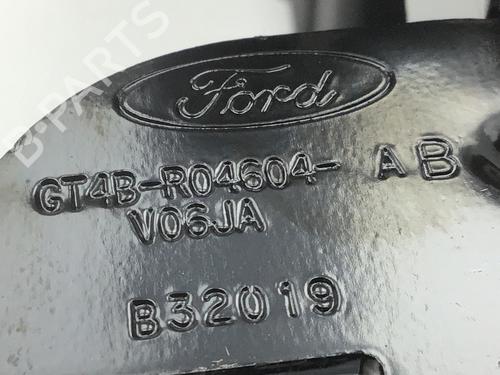 B-PARTS
Ford
GT4B-R04604- AB
V06JA
B32019